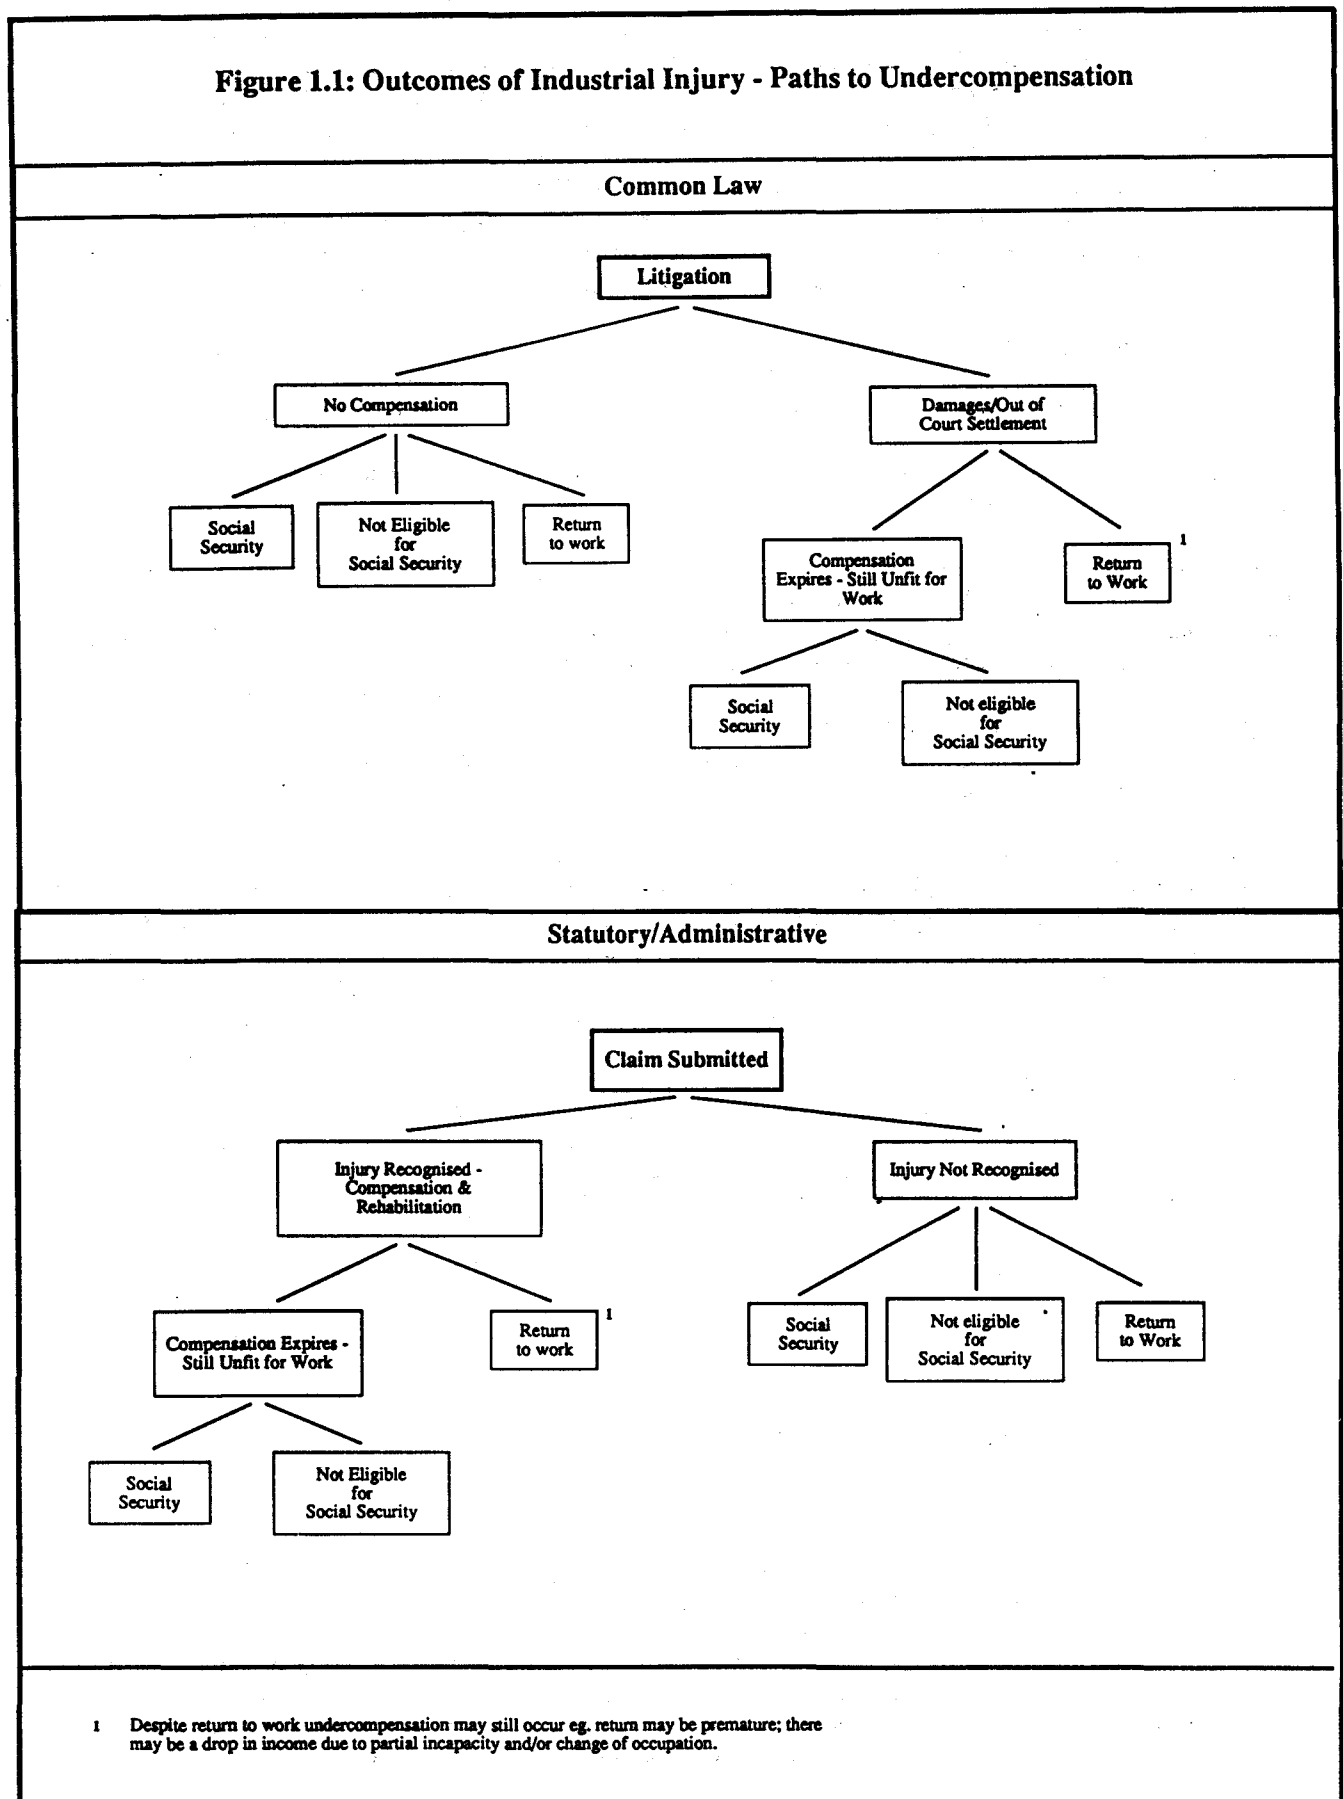 Figure 1.1: Outcomes of Industrial Injury - Paths to Undercompensation
Common Law
Litigation
No Compensation
Damages/Out of
Court Settlement
Social
Security
Not Eligible
for
Social Security
Return
to work
Compensation
Expires - Still Unfit for
Work
Return
to Work
1
Social
Security
Not eligible
for
Social Security
Statutory/Administrative
Claim Submitted
Injury Recognised -
Compensation &
Rehabilitation
Injury Not Recognised
Compensation Expires -
Still Unfit for Work
Return
to work
1
Social
Security
Not eligible
for
Social Security
Return
to Work
Social
Security
Not Eligible
for
Social Security
1 Despite return to work undercompensation may still occur eg. return may be premature; there
may be a drop in income due to partial incapacity and/or change of occupation.